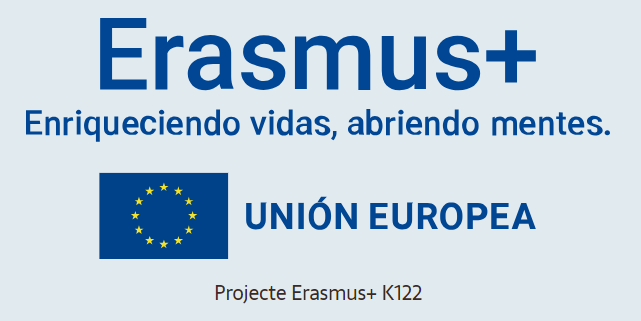 Erasmus+
Enriqueciendo vidas, abriendo mentes.
UNIÓN EUROPEA
Projecte Erasmus+ K122